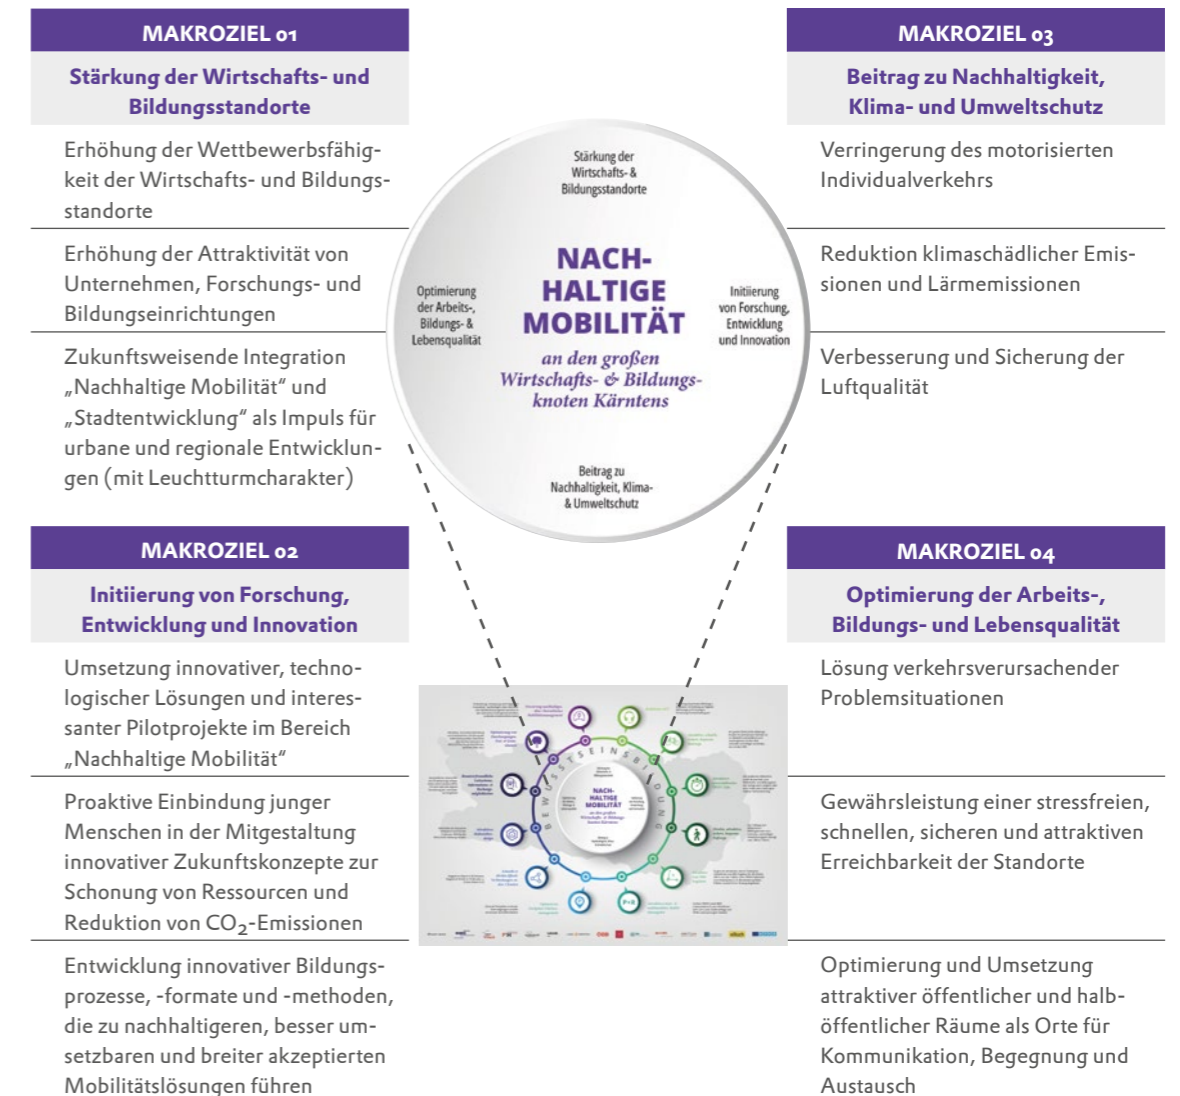 MAKROZIEL 01
Stärkung der Wirtschafts- und
Bildungsstandorte
Erhöhung der Wettbewerbsfähig-
keit der Wirtschafts- und Bildungs-
standorte
Erhöhung der Attraktivität von
Unternehmen, Forschungs- und
Bildungseinrichtungen
Zukunftsweisende Integration
„Nachhaltige Mobilität“ und
„Stadtentwicklung“ als Impuls für
urbane und regionale Entwicklun-
gen (mit Leuchtturmcharakter)
MAKROZIEL 02
Initiierung von Forschung,
Entwicklung und Innovation
Umsetzung innovativer, techno-
logischer Lösungen und interes-
santer Pilotprojekte im Bereich
„Nachhaltige Mobilität“
Proaktive Einbindung junger
Menschen in der Mitgestaltung
innovativer Zukunftskonzepte zur
Schonung von Ressourcen und
Reduktion von CO₂-Emissionen
Entwicklung innovativer Bildungs-
prozesse, -formate und -methoden,
die zu nachhaltigeren, besser um-
setzbaren und breiter akzeptierten
Mobilitätslösungen führen
Stärkung der
Wirtschafts- &
Bildungsstandorte
NACH-
HALTIGE
MOBILITÄT
an den großen
Wirtschafts- & Bildungs-
knoten Kärntens
Optimierung
der Arbeits-,
Bildungs- &
Lebensqualität
Initiierung
von Forschung,
Entwicklung
und Innovation
Beitrag zu
Nachhaltigkeit, Klima-
& Umweltschutz
BEWUSSTSEINSBILDUNG
NACH-
HALTIGE
MOBILITÄT
P+R
MAKROZIEL 03
Beitrag zu Nachhaltigkeit,
Klima- und Umweltschutz
Verringerung des motorisierten
Individualverkehrs
Reduktion klimaschädlicher Emis-
sionen und Lärmemissionen
Verbesserung und Sicherung der
Luftqualität
MAKROZIEL 04
Optimierung der Arbeits-,
Bildungs- und Lebensqualität
Lösung verkehrsverursachender
Problemsituationen
Gewährsleistung einer stressfreien,
schnellen, sicheren und attraktiven
Erreichbarkeit der Standorte
Optimierung und Umsetzung
attraktiver öffentlicher und halb-
öffentlicher Räume als Orte für
Kommunikation, Begegnung und
Austausch